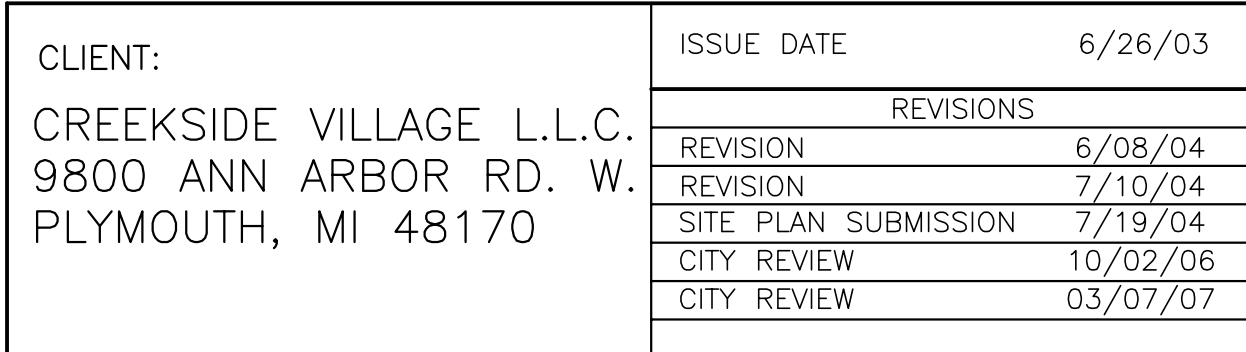 CLIENT:
CREEKSIDE VILLAGE L.L.C.
9800 ANN ARBOR RD. W.
PLYMOUTH, MI 48170
ISSUE DATE 6/26/03
REVISIONS
REVISION 6/08/04
REVISION 7/10/04
SITE PLAN SUBMISSION 7/19/04
CITY REVIEW 10/02/06
CITY REVIEW 03/07/07